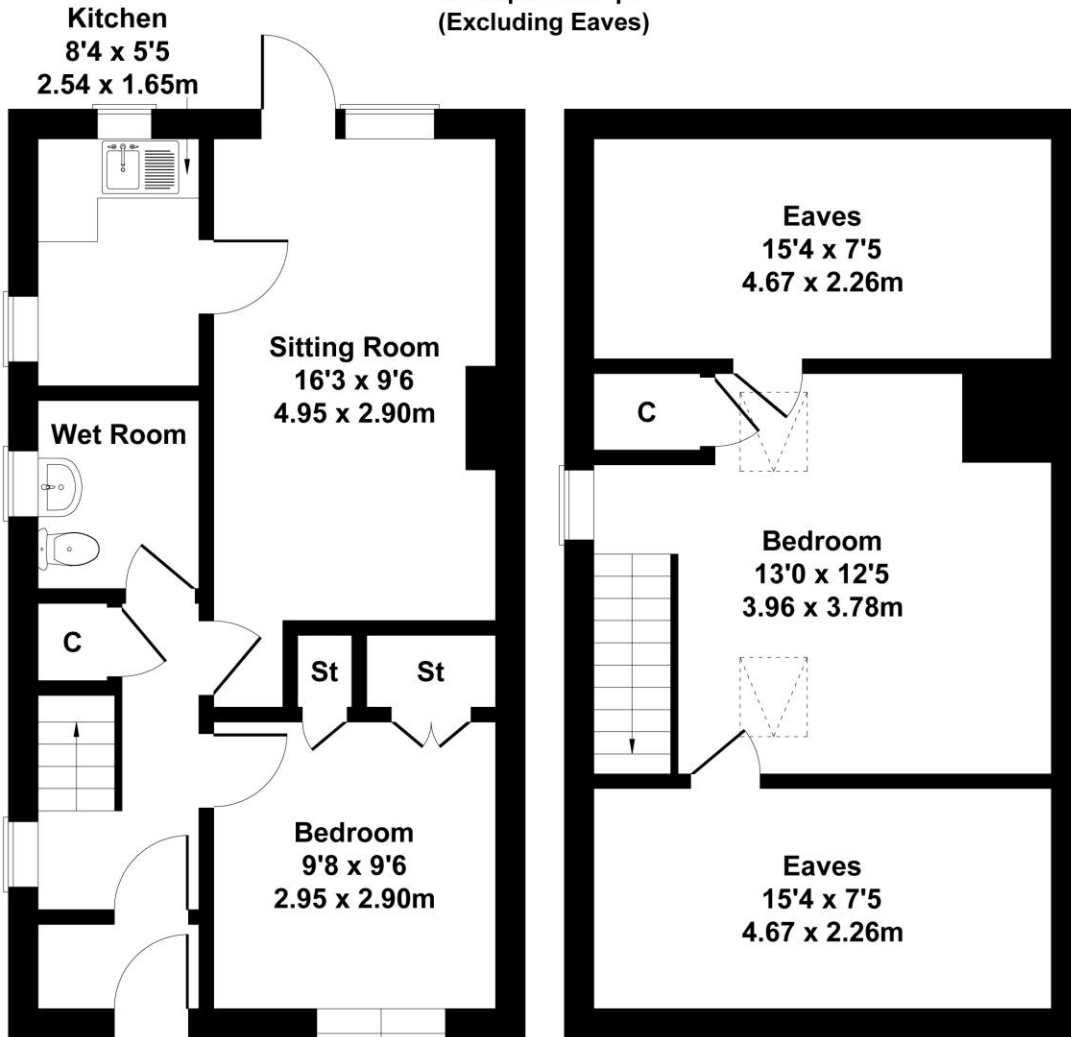 (Excluding Eaves)
Kitchen
8'4 x 5'5
2.54 x 1.65m
Sitting Room
16'3 x 9'6
4.95 x 2.90m
Wet Room
C
St
St
Bedroom
9'8 x 9'6
2.95 x 2.90m
Eaves
15'4 x 7'5
4.67 x 2.26m
C
Bedroom
13'0 x 12'5
3.96 x 3.78m
Eaves
15'4 x 7'5
4.67 x 2.26m